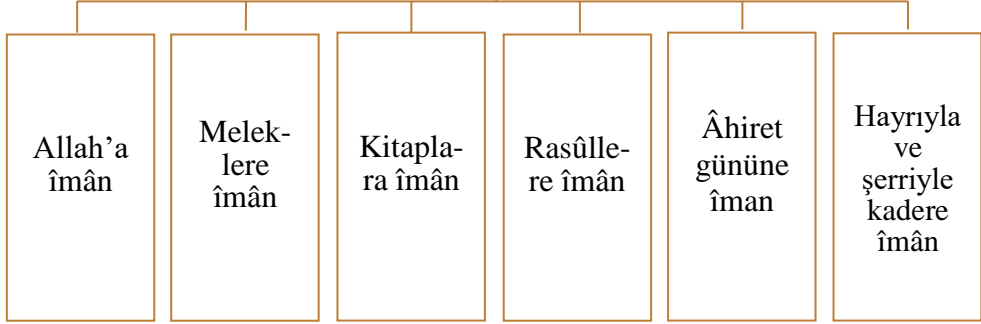 Allah’a
îmân
Melek-
lere
îmân
Kitapla-
ra îmân
Rasûlle-
re îmân
Âhiret
gününe
îman
Hayrıyla
ve
şerriyle
kadere
îmân